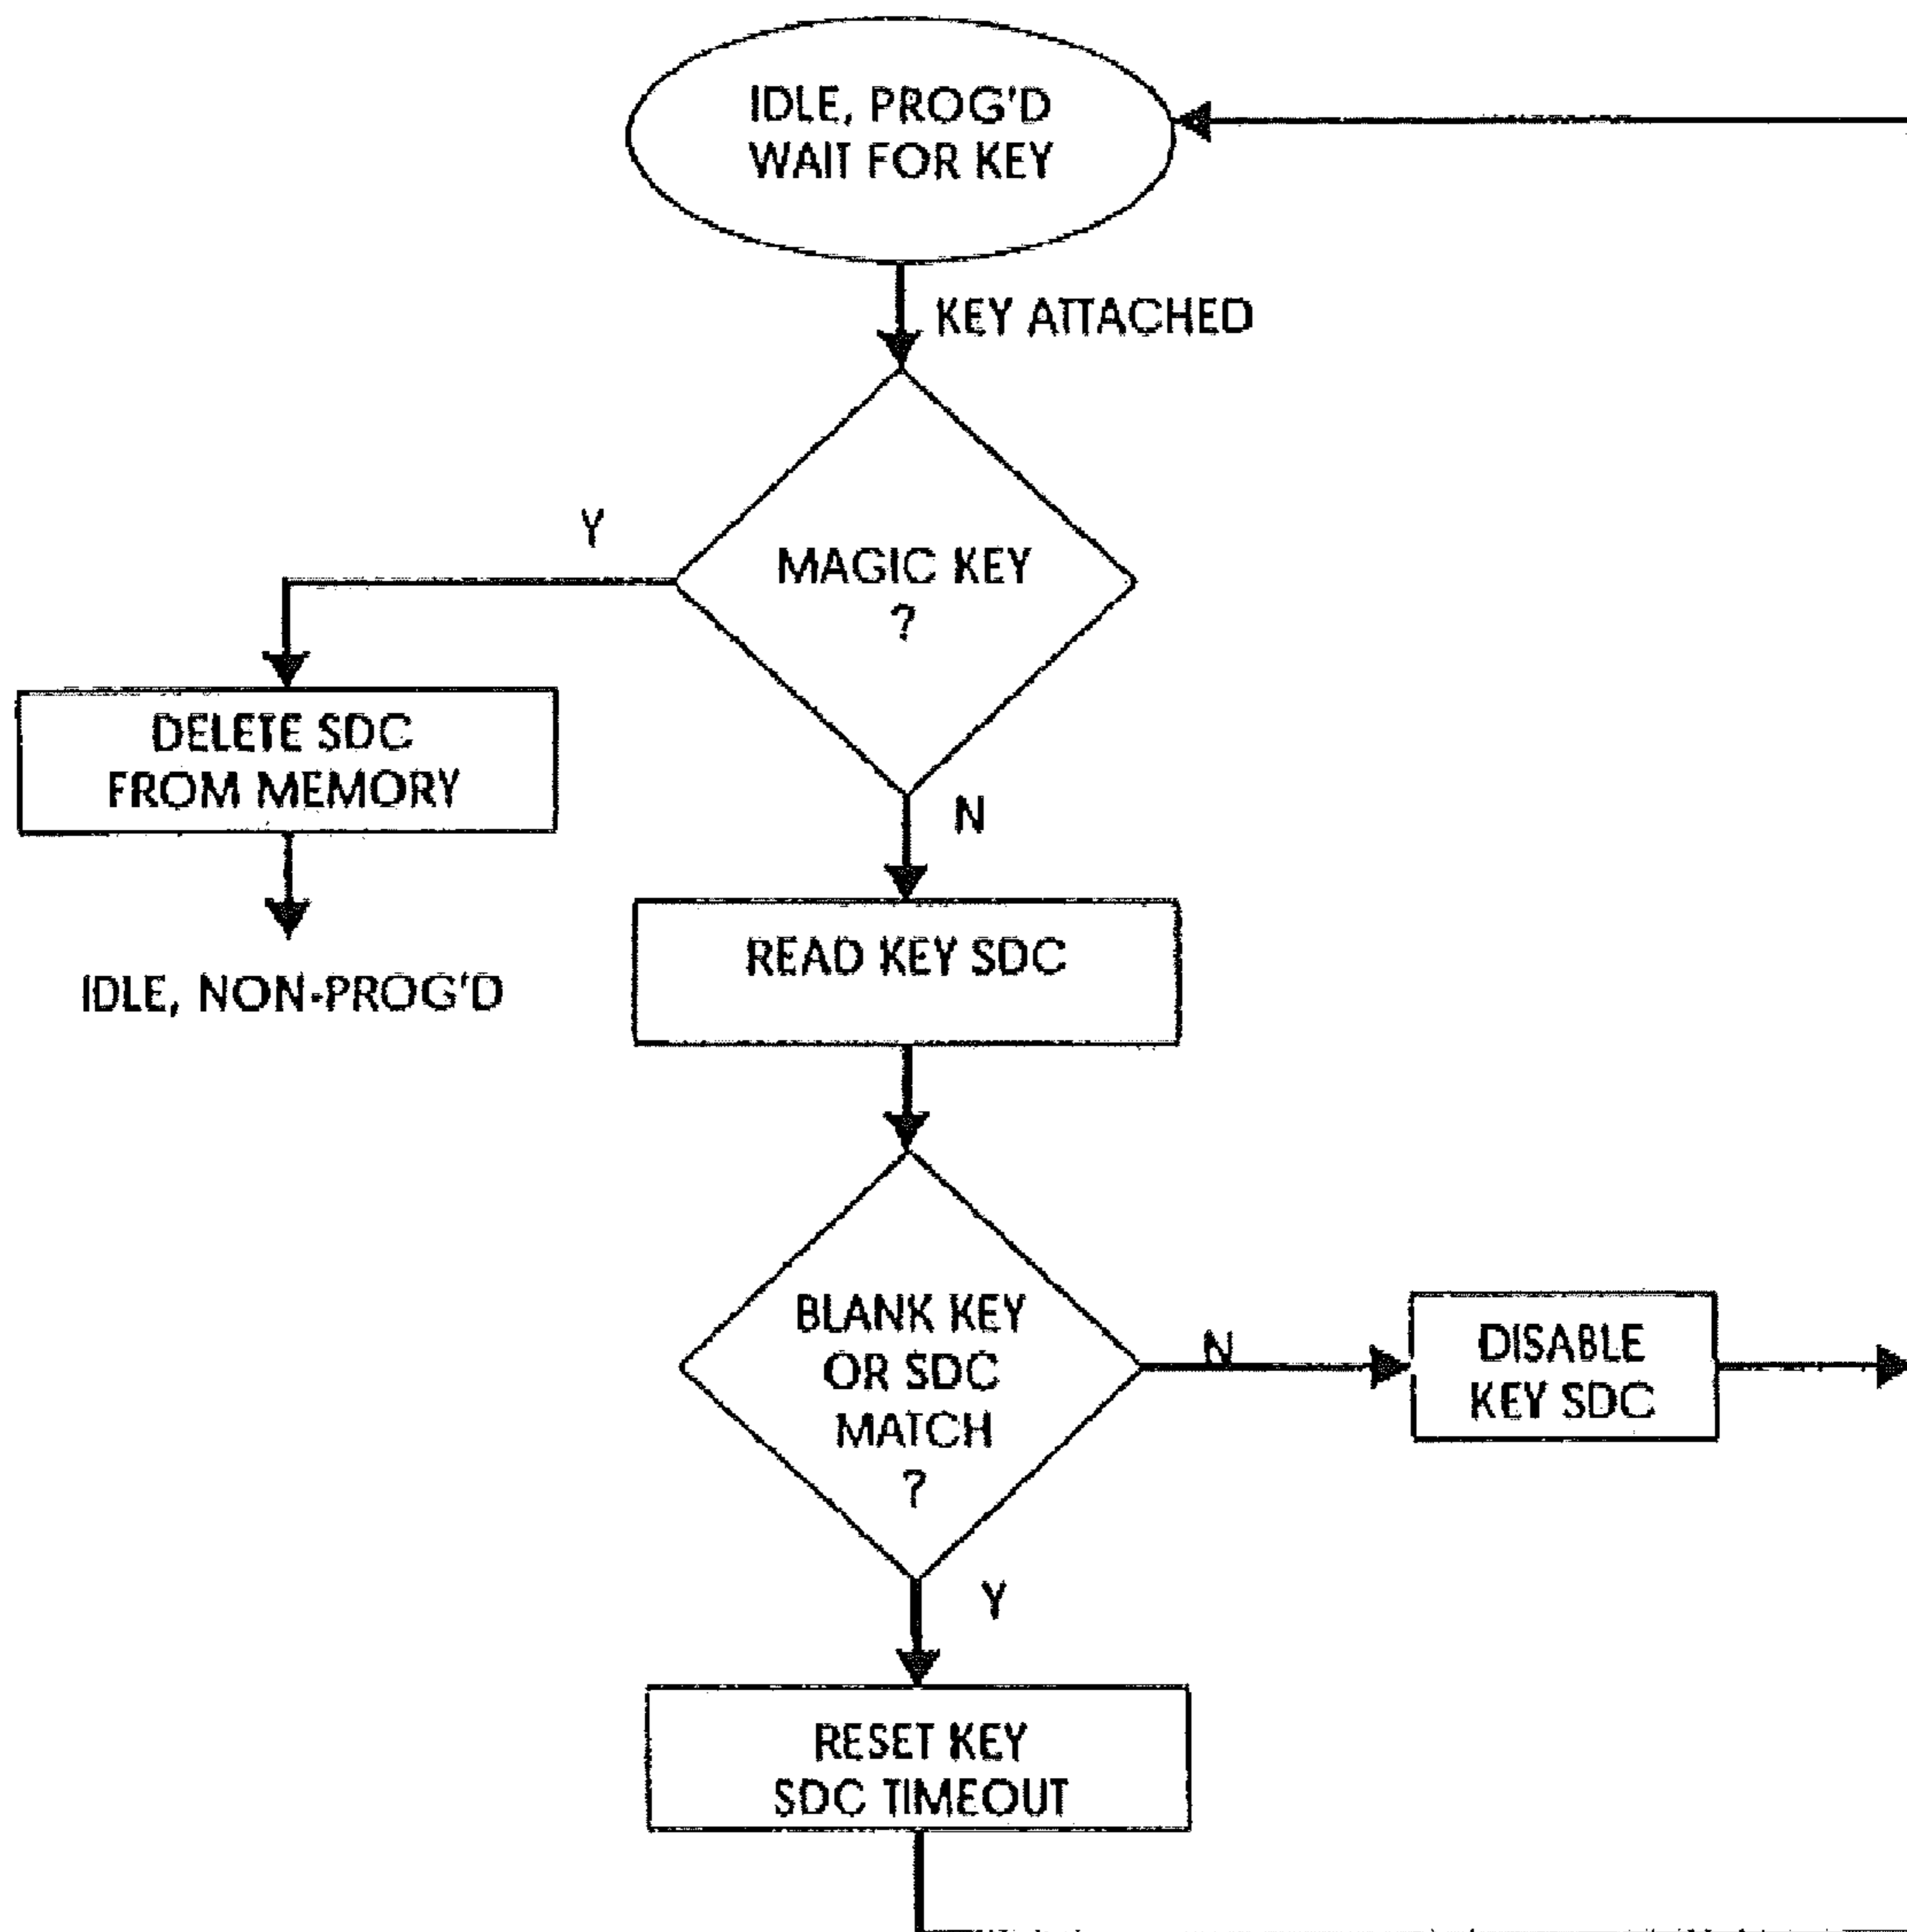 IDLE, PROG'D
WAIT FOR KEY
KEY ATTACHED
MAGIC KEY
?
Y
DELETE SDC
FROM MEMORY
IDLE, NON-PROG'D
N
READ KEY SDC
BLANK KEY
OR SDC
MATCH
?
N
DISABLE
KEY SDC
Y
RESET KEY
SDC TIMEOUT